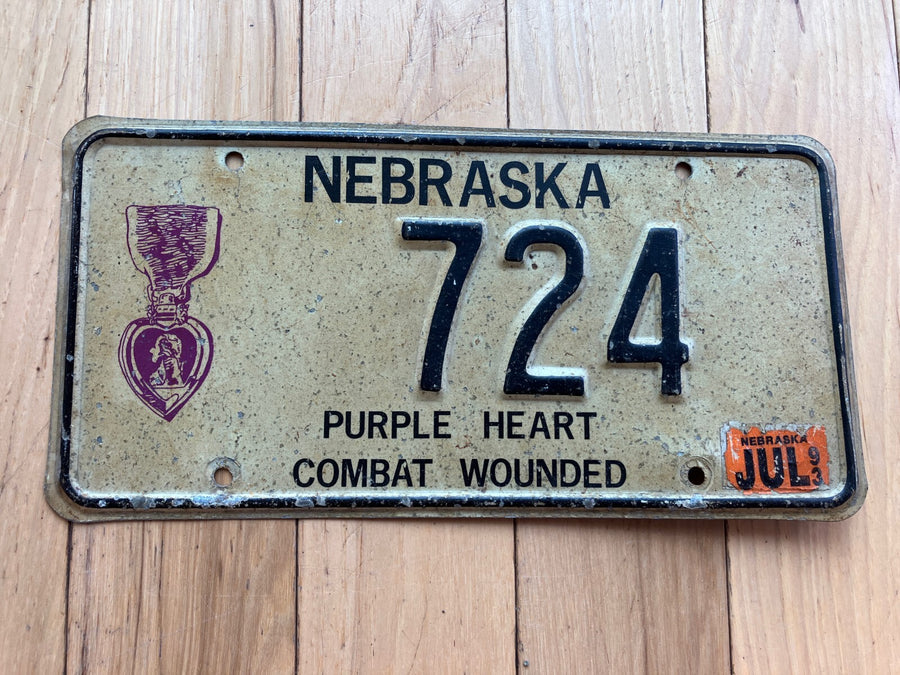 NEBRASKA
724
PURPLE HEART
COMBAT WOUNDED
NEBRASKA
JUL 93